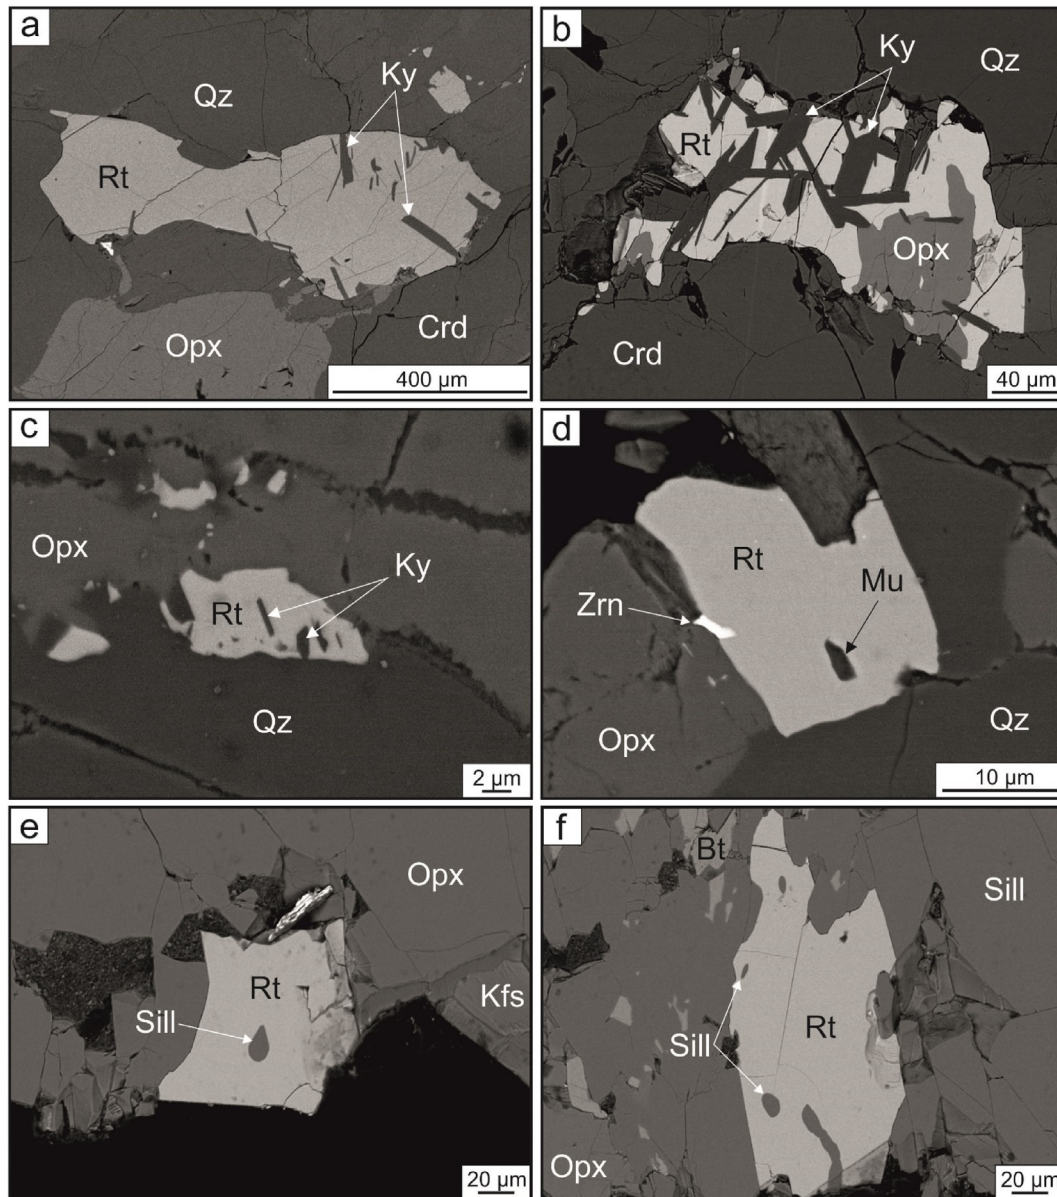 a
Ky
Qz
Rt
Opx
Crd
400 µm
b
Ky
Qz
Rt
Opx
Crd
40 µm
c
Opx
Ky
Rt
Qz
2 µm
d
Rt
Mu
Zrn
Opx
Qz
10 µm
e
Opx
Rt
Kfs
Sill
20 µm
f
Bt
Sill
Rt
Sill
Opx
20 µm